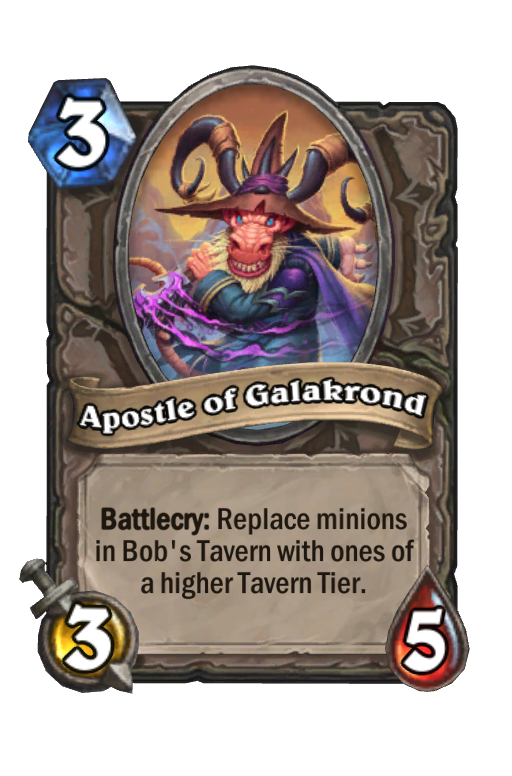 3
Apostle of Galakrond
Battlecry: Replace minions
in Bob's Tavern with ones of
a higher Tavern Tier.
3
5